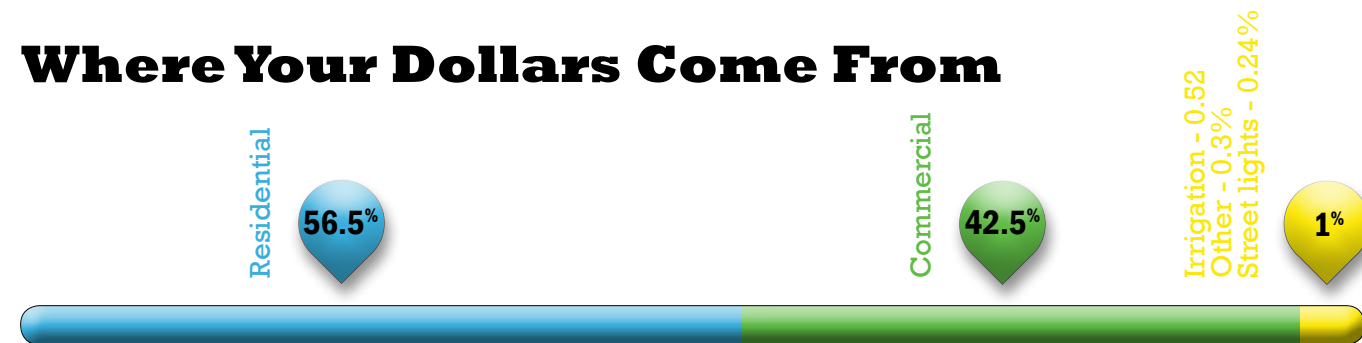 Where Your Dollars Come From
Residential
56.5%
Commercial
42.5%
Irrigation - 0.52
Other - 0.3%
Street lights - 0.24%
1%